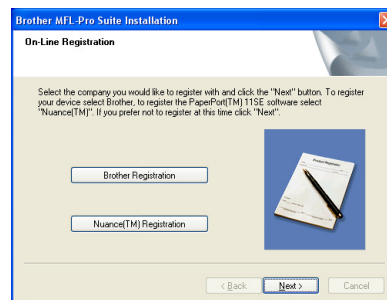 Brother MFL-Pro Suite Installation
On-Line Registration
Select the company you would like to register with and click the "Next" button. To register
your device select Brother, to register the PaperPort(TM) 11SE software select
"Nuance(TM)". If you prefer not to register at this time click "Next".
Brother Registration
Nuance(TM) Registration
< Back
Next >
Cancel